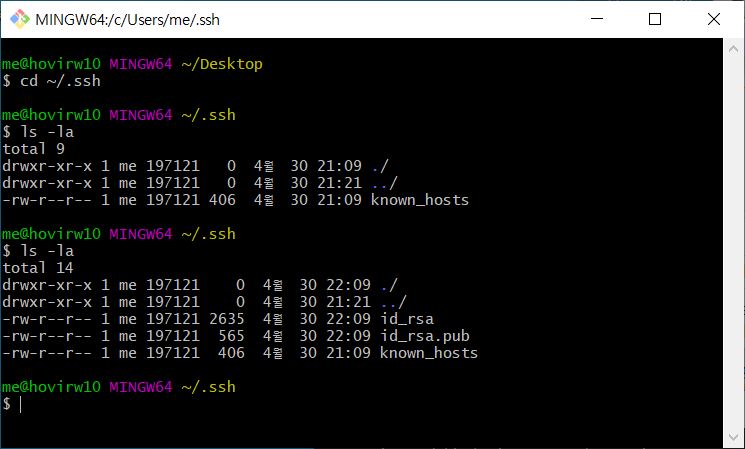 MINGW64:/c/Users/me/.ssh
me@hovirw10 MINGW64 ~/Desktop
$ cd ~/.ssh
me@hovirw10 MINGW64 ~/.ssh
$ ls -la
total 9
drwxr-xr-x 1 me 197121   0  4월  30 21:09 ./
drwxr-xr-x 1 me 197121   0  4월  30 21:21 ../
-rw-r--r-- 1 me 197121 406  4월  30 21:09 known_hosts
me@hovirw10 MINGW64 ~/.ssh
$ ls -la
total 14
drwxr-xr-x 1 me 197121    0  4월  30 22:09 ./
drwxr-xr-x 1 me 197121    0  4월  30 21:21 ../
-rw-r--r-- 1 me 197121 2635  4월  30 22:09 id_rsa
-rw-r--r-- 1 me 197121  565  4월  30 22:09 id_rsa.pub
-rw-r--r-- 1 me 197121  406  4월  30 21:09 known_hosts
me@hovirw10 MINGW64 ~/.ssh
$